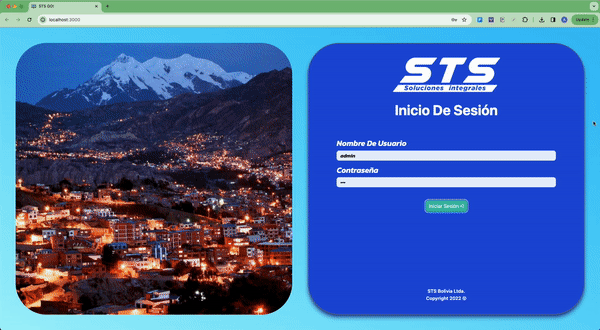 STS GO!
localhost:3000
Update
STS
Soluciones integrales
Inicio De Sesión
Nombre De Usuario
admin
Contraseña
Iniciar Sesión
STS Bolivia Ltda.
Copyright 2022 ©